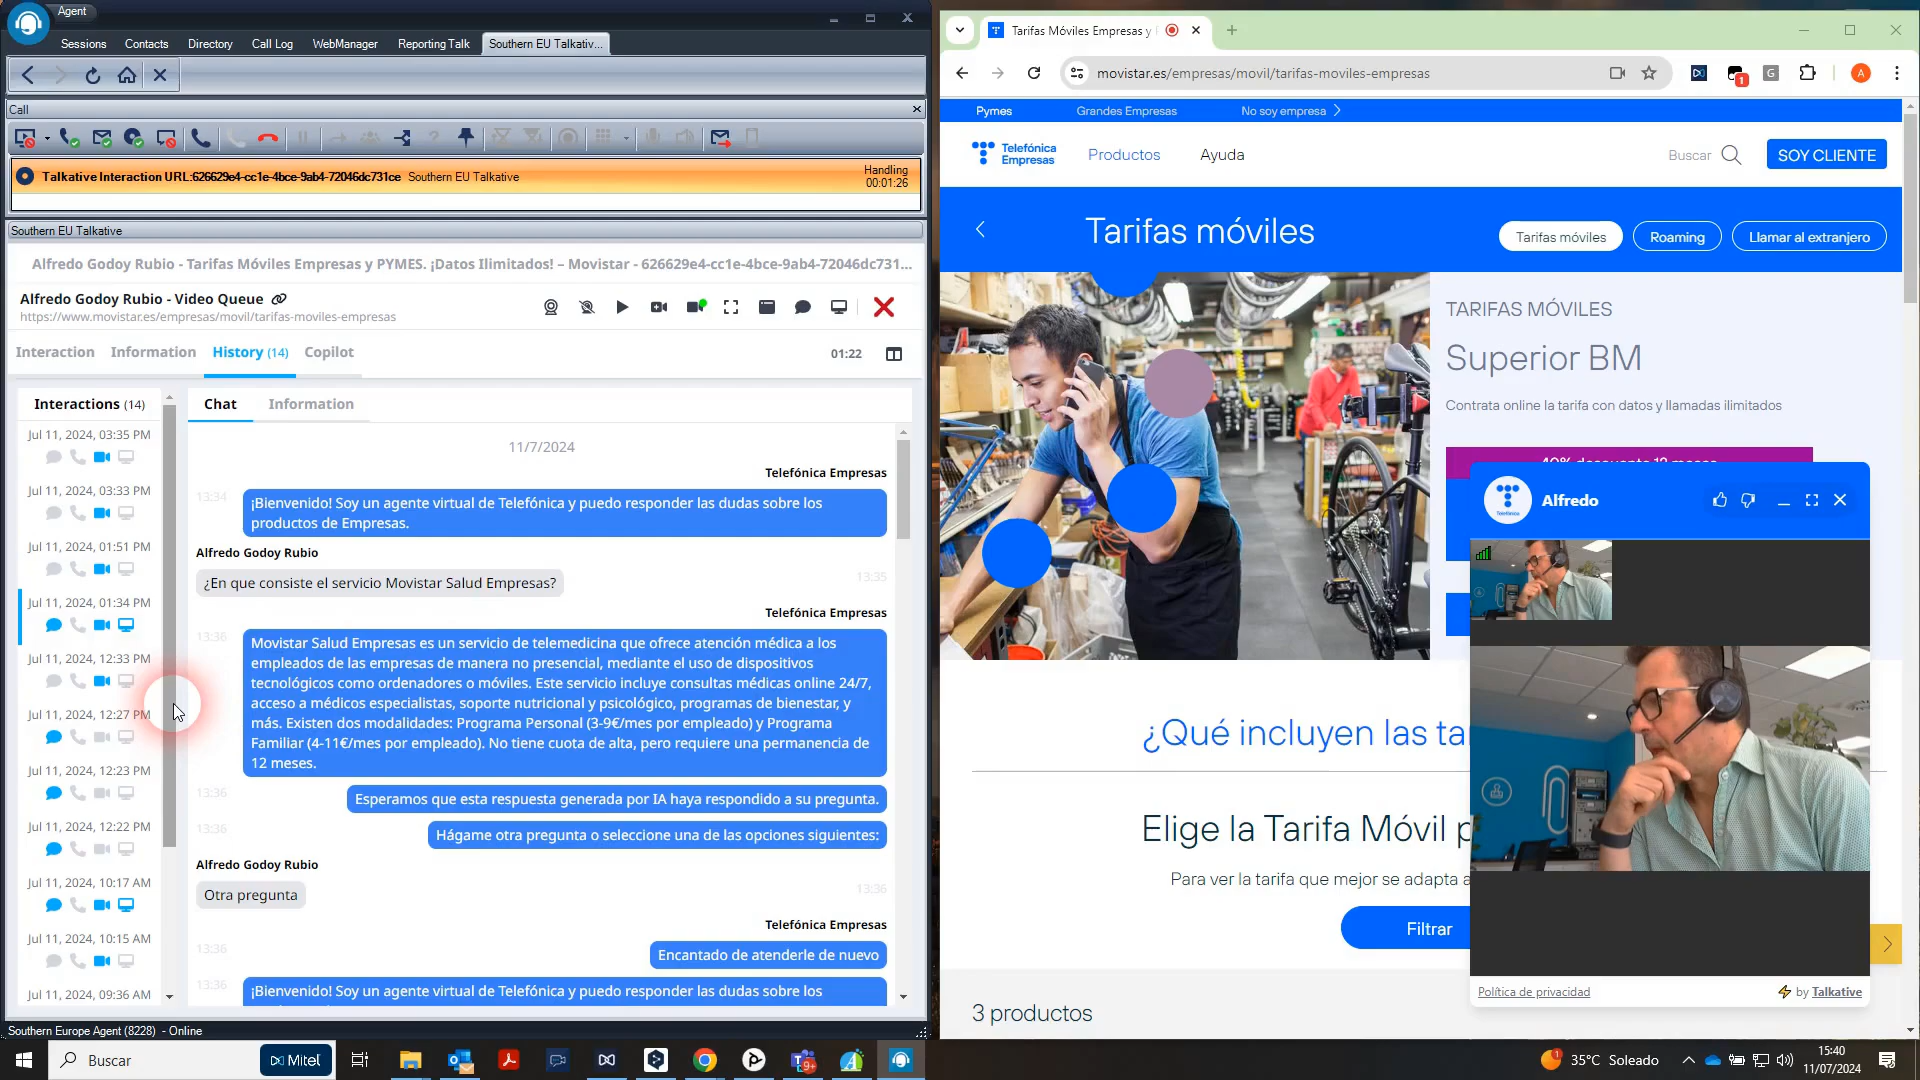 Agent
Sessions Contacts Directory Call Log WebManager Reporting Talk Southern EU Talkativ...
Call
Talkative Interaction URL:626629e4-cc1e-4bce-9ab4-72046dc731ce Southern EU Talkative
Handling
00:01:26
Southern EU Talkative
Alfredo Godoy Rubio - Tarifas Móviles Empresas y PYMES. ¡Datos Ilimitados! – Movistar - 626629e4-cc1e-4bce-9ab4-72046dc731...
Alfredo Godoy Rubio - Video Queue
https://www.movistar.es/empresas/movil/tarifas-moviles-empresas
Interaction Information History (14) Copilot
01:22
Interactions (14)
Jul 11, 2024, 03:35 PM
Jul 11, 2024, 03:33 PM
Jul 11, 2024, 01:51 PM
Jul 11, 2024, 01:34 PM
Jul 11, 2024, 12:33 PM
Jul 11, 2024, 12:27 PM
Jul 11, 2024, 12:23 PM
Jul 11, 2024, 12:22 PM
Jul 11, 2024, 10:17 AM
Jul 11, 2024, 10:15 AM
Jul 11, 2024, 09:36 AM
Chat Information
11/7/2024
Telefónica Empresas
13:34
¡Bienvenido! Soy un agente virtual de Telefónica y puedo responder las dudas sobre los
productos de Empresas.
Alfredo Godoy Rubio
¿En que consiste el servicio Movistar Salud Empresas?
13:35
Telefónica Empresas
13:36
Movistar Salud Empresas es un servicio de telemedicina que ofrece atención médica a los
empleados de las empresas de manera no presencial, mediante el uso de dispositivos
tecnológicos como ordenadores o móviles. Este servicio incluye consultas médicas online 24/7,
acceso a médicos especialistas, soporte nutricional y psicológico, programas de bienestar, y
más. Existen dos modalidades: Programa Personal (3-9€/mes por empleado) y Programa
Familiar (4-11€/mes por empleado). No tiene cuota de alta, pero requiere una permanencia de
12 meses.
13:36
Esperamos que esta respuesta generada por IA haya respondido a su pregunta.
13:36
Hágame otra pregunta o seleccione una de las opciones siguientes:
Alfredo Godoy Rubio
Otra pregunta
13:36
Telefónica Empresas
13:36
Encantado de atenderle de nuevo
13:36
¡Bienvenido! Soy un agente virtual de Telefónica y puedo responder las dudas sobre los
Southern Europe Agent (8228) - Online
Tarifas Móviles Empresas y
movistar.es/empresas/movil/tarifas-moviles-empresas
1
G
A
Pymes Grandes Empresas No soy empresa
Telefónica
Empresas
Productos Ayuda
Buscar
SOY CLIENTE
Tarifas móviles
Tarifas móviles Roaming Llamar al extranjero
TARIFAS MÓVILES
Superior BM
Contrata online la tarifa con datos y llamadas ilimitados
Telefónica
Alfredo
¿Qué incluyen las ta
Elige la Tarifa Móvil p
Para ver la tarifa que mejor se adapta a
Filtrar
3 productos
Política de privacidad
by Talkative
Buscar
Mitel
9+
1
35°C Soleado
15:40
11/07/2024